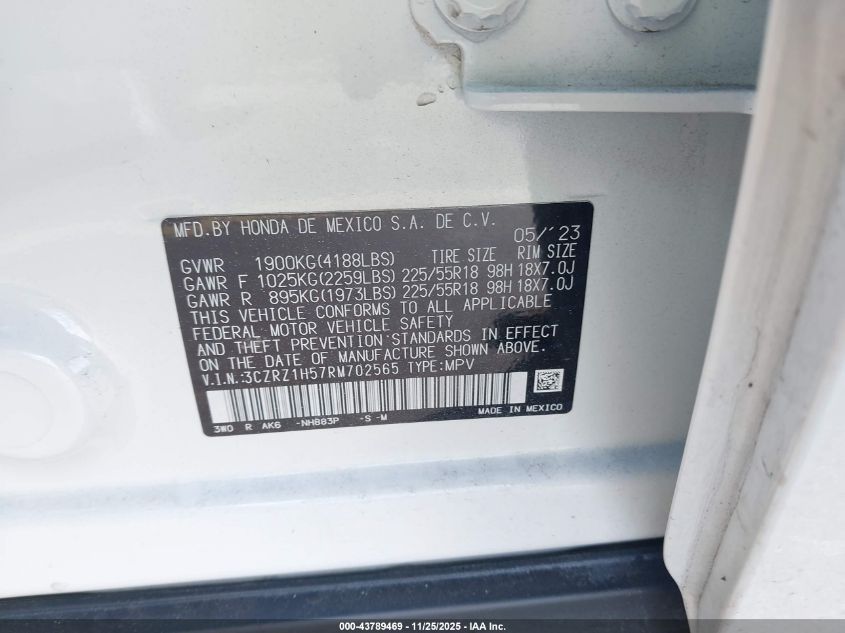 MFD.BY HONDA DE MEXICO S.A. DE C.V.
05/´23
GVWR 1900KG(4188LBS) TIRE SIZE RIM SIZE
GAWR F 1025KG(2259LBS) 225/55R18 98H 18X7.0J
GAWR R 895KG(1973LBS) 225/55R18 98H 18X7.0J
THIS VEHICLE CONFORMS TO ALL APPLICABLE
FEDERAL MOTOR VEHICLE SAFETY
AND THEFT PREVENTION STANDARDS IN EFFECT
ON THE DATE OF MANUFACTURE SHOWN ABOVE.
V.I.N:3CZRZ1H57RM702565 TYPE:MPV
3W0 R AK6 -NH883P -S -M MADE IN MEXICO
000-43789469 - 11/25/2025 - IAA Inc.